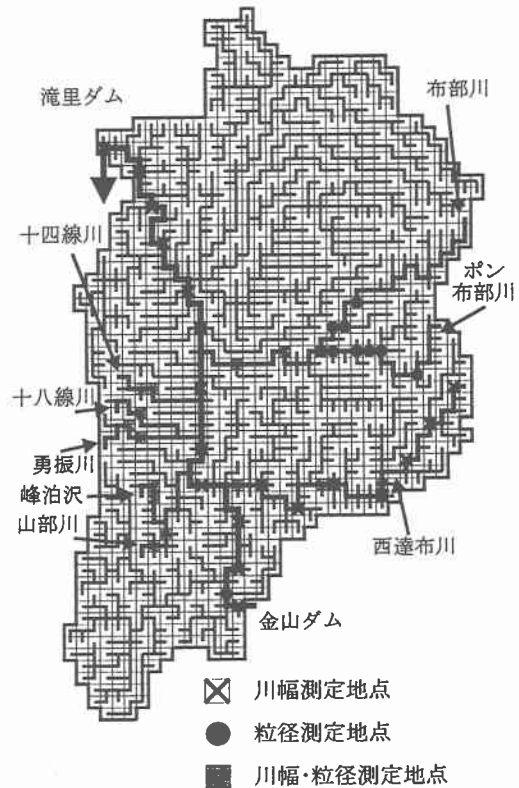 滝里ダム
布部川
十四線川
ポン
布部川
十八線川
勇振川
峰泊沢
山部川
西達布川
金山ダム
川幅測定地点
粒径測定地点
川幅・粒径測定地点